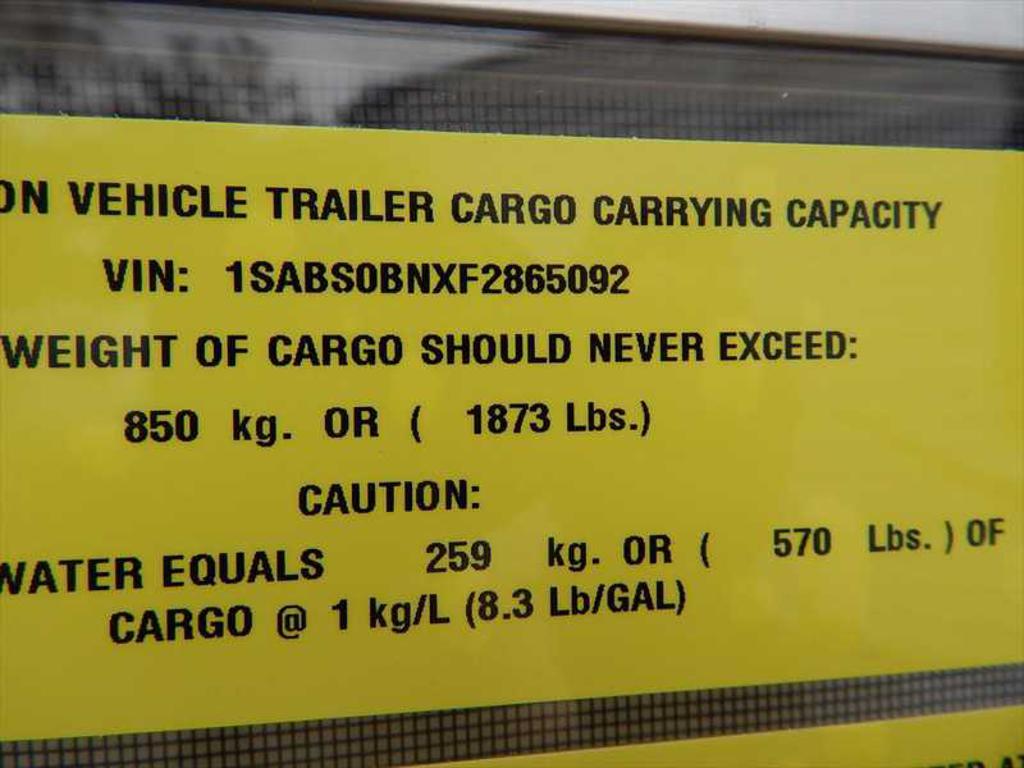 ON VEHICLE TRAILER CARGO CARRYING CAPACITY
VIN: 1SABS0BNXF2865092
WEIGHT OF CARGO SHOULD NEVER EXCEED:
850 kg. OR ( 1873 Lbs.)
CAUTION:
WATER EQUALS 259 kg. OR ( 570 Lbs. ) OF
CARGO @ 1 kg/L (8.3 Lb/GAL)